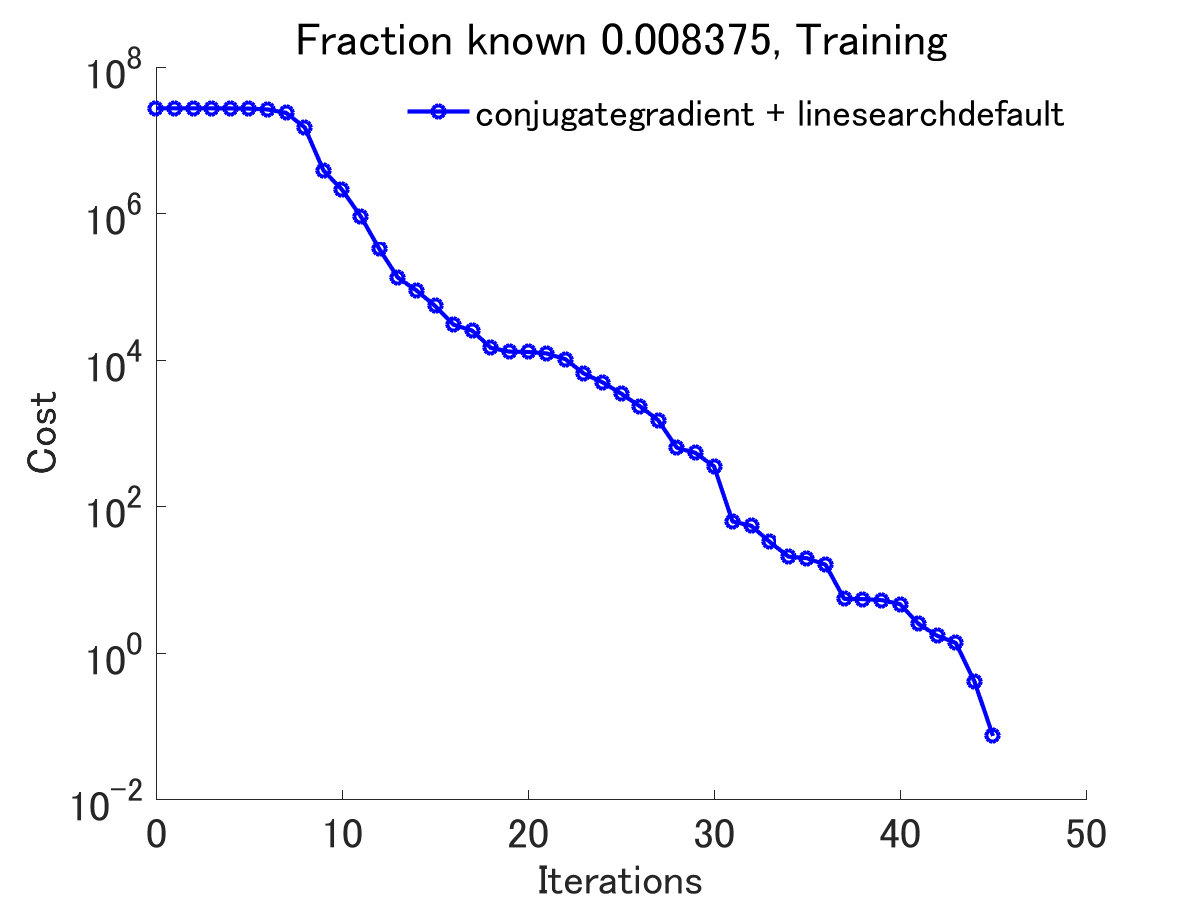 Fraction known 0.008375, Training
conjugategradient + linesearchdefault
10^8
10^6
10^4
10^2
10^0
10^-2
Cost
0 10 20 30 40 50
Iterations